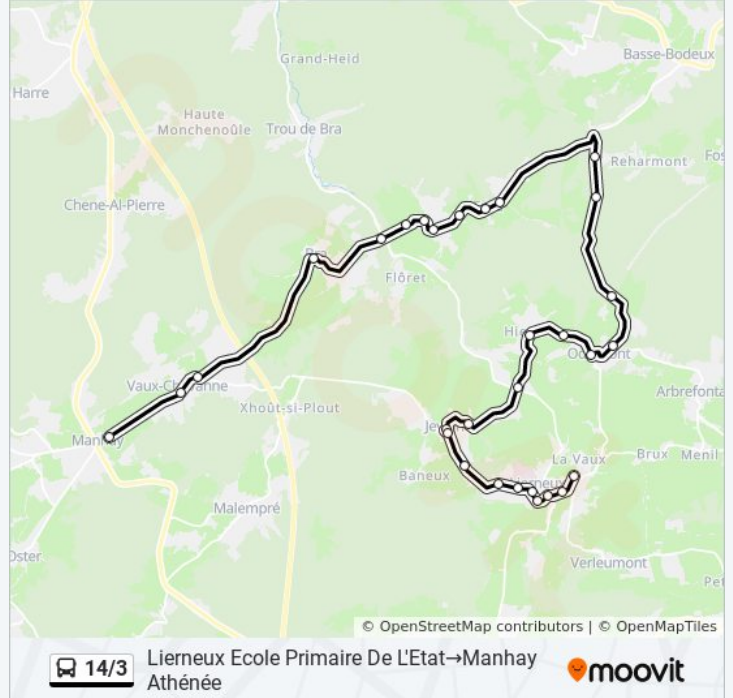 Grand-Heid
Basse-Bodeux
Harre
Haute
Monchenoûle
Trou de Bra
Reharmont
Chene-Al-Pierre
Flôret
Vaux-Chavanne
Xhoût-si-Plout
Arbrefonta
Manhay
Baneux
La Vaux
Brux
Menil
Lierneux
Malempré
Oster
Verleumont
© OpenStreetMap contributors | © OpenMapTiles
14/3
Lierneux Ecole Primaire De L'Etat→Manhay
Athénée
moovit